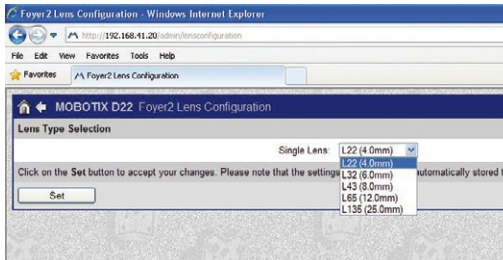 Foyer2 Lens Configuration - Windows Internet Explorer
http://192.168.41.20/admin/lensconfiguration
File Edit View Favorites Tools Help
Favorites Foyer2 Lens Configuration
MOBOTIX D22 Foyer2 Lens Configuration
Lens Type Selection
Single Lens: L22 (4.0mm)
L22 (4.0mm)
Click on the Set button to accept your changes. Please note that the settings automatically stored
L32 (6.0mm)
L43 (8.0mm)
Set
L65 (12.0mm)
L135 (25.0mm)